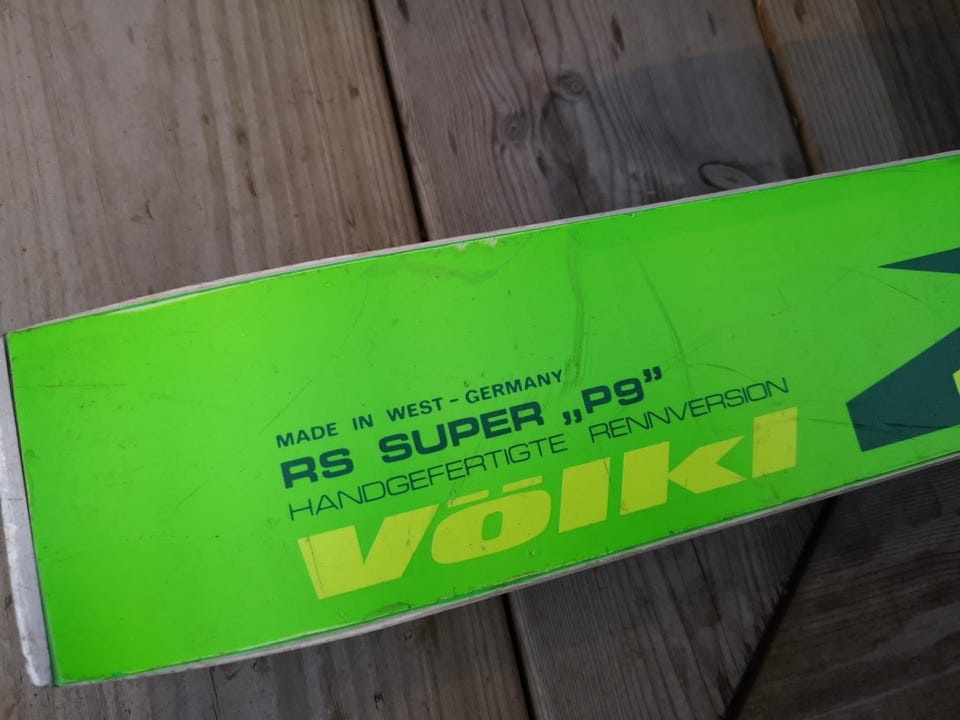 MADE IN WEST-GERMANY
RS SUPER „P9”
HANDGEFERTIGTE RENNVERSION
Völkl